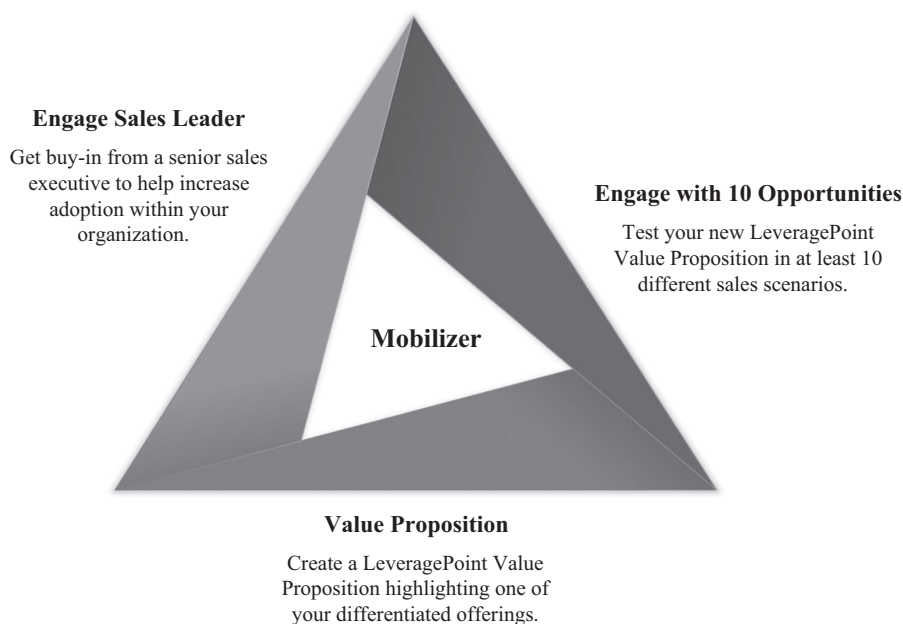 Engage Sales Leader
Get buy-in from a senior sales
executive to help increase
adoption within your
organization.
Engage with 10 Opportunities
Test your new LeveragePoint
Value Proposition in at least 10
different sales scenarios.
Mobilizer
Value Proposition
Create a LeveragePoint Value
Proposition highlighting one of
your differentiated offerings.